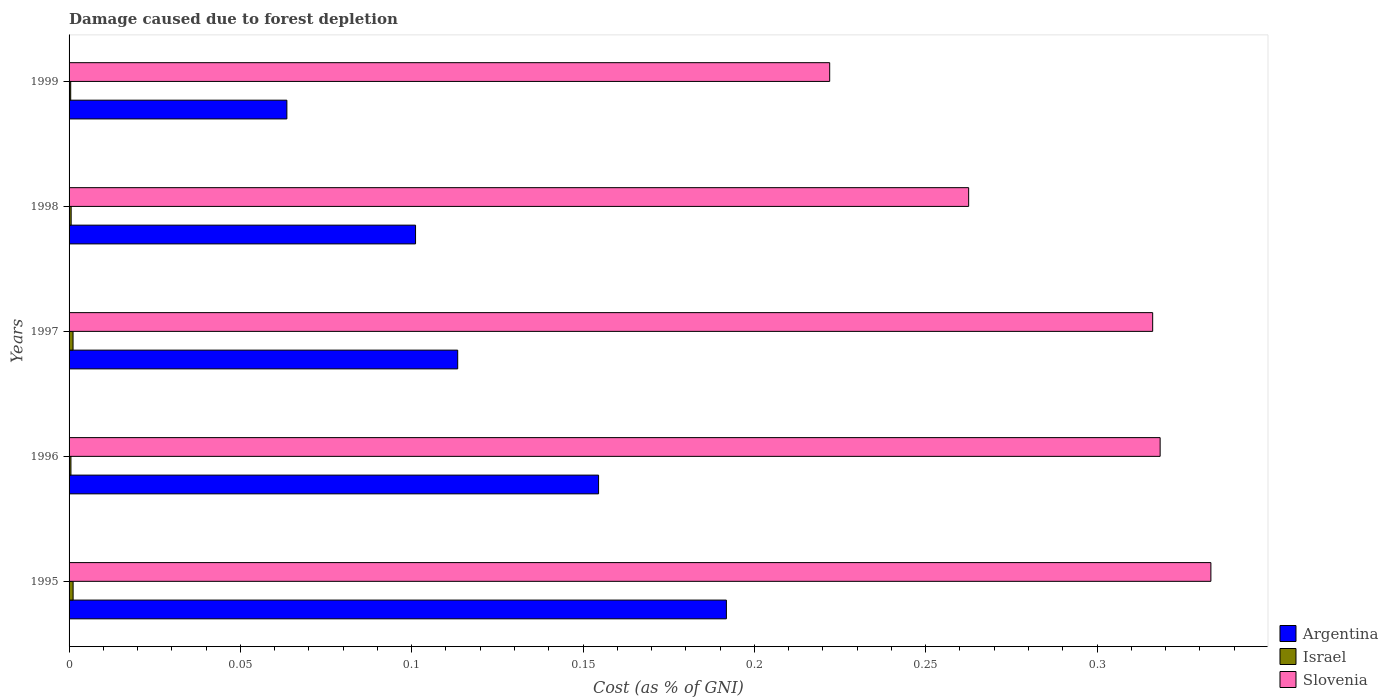 Damage caused due to forest depletion
1999
1998
1997
1996
1995
Years
0
0.05
0.1
0.15
0.2
0.25
0.3
Cost (as % of GNI)
Argentina
Israel
Slovenia